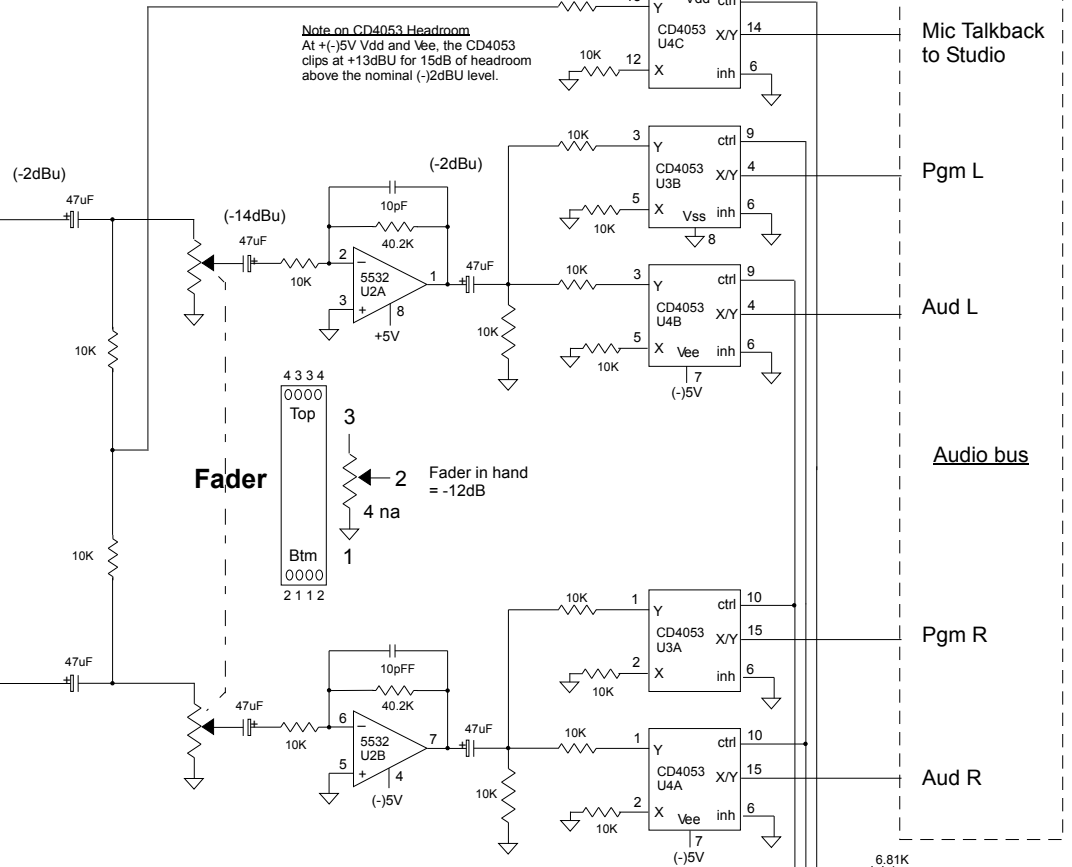 Note on CD4053 Headroom
At +(-)5V Vdd and Vee, the CD4053
clips at +13dBU for 15dB of headroom
above the nominal (-)2dBU level.
Y
ctrl
CD4053
U4C
X/Y
14
10K
12
X
inh
6
Mic Talkback
to Studio
(-2dBu)
47uF
(-14dBu)
47uF
10K
10K
10pF
40.2K
2
3
5532
U2A
1
8
+5V
(-2dBu)
47uF
10K
10K
3
Y
ctrl
9
CD4053
U3B
X/Y
4
5
X
10K
Vss
inh
6
8
Pgm L
10K
3
Y
ctrl
9
CD4053
U4B
X/Y
4
5
X
10K
Vee
inh
6
7
(-)5V
Aud L
Fader
4 3 3 4
Top
Btm
2 1 1 2
3
2
4 na
1
Fader in hand
= -12dB
Audio bus
10K
47uF
47uF
10K
10pFF
40.2K
6
5
5532
U2B
7
4
(-)5V
47uF
10K
10K
1
Y
ctrl
10
CD4053
U3A
X/Y
15
2
X
10K
inh
6
Pgm R
10K
1
Y
ctrl
10
CD4053
U4A
X/Y
15
2
X
10K
Vee
inh
6
7
(-)5V
Aud R
6.81K